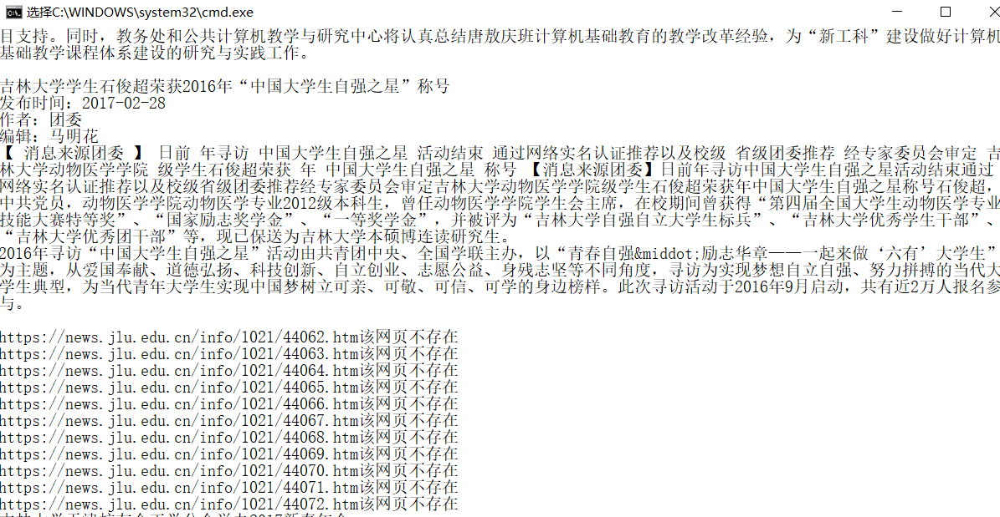 选择C:\WINDOWS\system32\cmd.exe
目支持。同时，教务处和公共计算机教学与研究中心将认真总结唐敖庆班计算机基础教育的教学改革经验，为“新工科”建设做好计算机
基础教学课程体系建设的研究与实践工作。
吉林大学学生石俊超荣获2016年“中国大学生自强之星”称号
发布时间：2017-02-28
作者：团委
编辑：马明花
【 消息来源团委 】 日前 年寻访 中国大学生自强之星 活动结束 通过网络实名认证推荐以及校级 省级团委推荐 经专家委员会审定 吉
林大学动物医学学院 级学生石俊超荣获 年 中国大学生自强之星 称号 【消息来源团委】日前年寻访中国大学生自强之星活动结束通过
网络实名认证推荐以及校级省级团委推荐经专家委员会审定吉林大学动物医学学院级学生石俊超荣获年中国大学生自强之星称号石俊超，
中共党员，动物医学学院动物医学专业2012级本科生，曾任动物医学学院学生会主席，在校期间曾获得“第四届全国大学生动物医学专业
技能大赛特等奖”、“国家励志奖学金”、“一等奖学金”，并被评为“吉林大学自强自立大学生标兵”、“吉林大学优秀学生干部”、
“吉林大学优秀团干部”等，现已保送为吉林大学本硕博连读研究生。
2016年寻访“中国大学生自强之星”活动由共青团中央、全国学联主办，以“青春自强&middot;励志华章——一起来做‘六有’大学生”
为主题，从爱国奉献、道德弘扬、科技创新、自立创业、志愿公益、身残志坚等不同角度，寻访为实现梦想自立自强、努力拼搏的当代大
学生典型，为当代青年大学生实现中国梦树立可亲、可敬、可信、可学的身边榜样。此次寻访活动于2016年9月启动，共有近2万人报名参
与。
https://news.jlu.edu.cn/info/1021/44062.htm该网页不存在
https://news.jlu.edu.cn/info/1021/44063.htm该网页不存在
https://news.jlu.edu.cn/info/1021/44064.htm该网页不存在
https://news.jlu.edu.cn/info/1021/44065.htm该网页不存在
https://news.jlu.edu.cn/info/1021/44066.htm该网页不存在
https://news.jlu.edu.cn/info/1021/44067.htm该网页不存在
https://news.jlu.edu.cn/info/1021/44068.htm该网页不存在
https://news.jlu.edu.cn/info/1021/44069.htm该网页不存在
https://news.jlu.edu.cn/info/1021/44070.htm该网页不存在
https://news.jlu.edu.cn/info/1021/44071.htm该网页不存在
https://news.jlu.edu.cn/info/1021/44072.htm该网页不存在